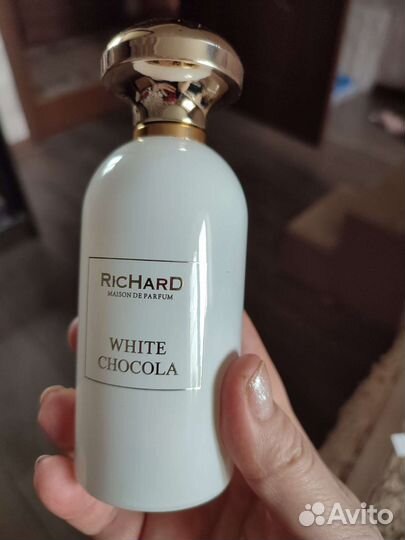 RICHARD
MAISON DE PARFUM
WHITE
CHOCOLA
Avito